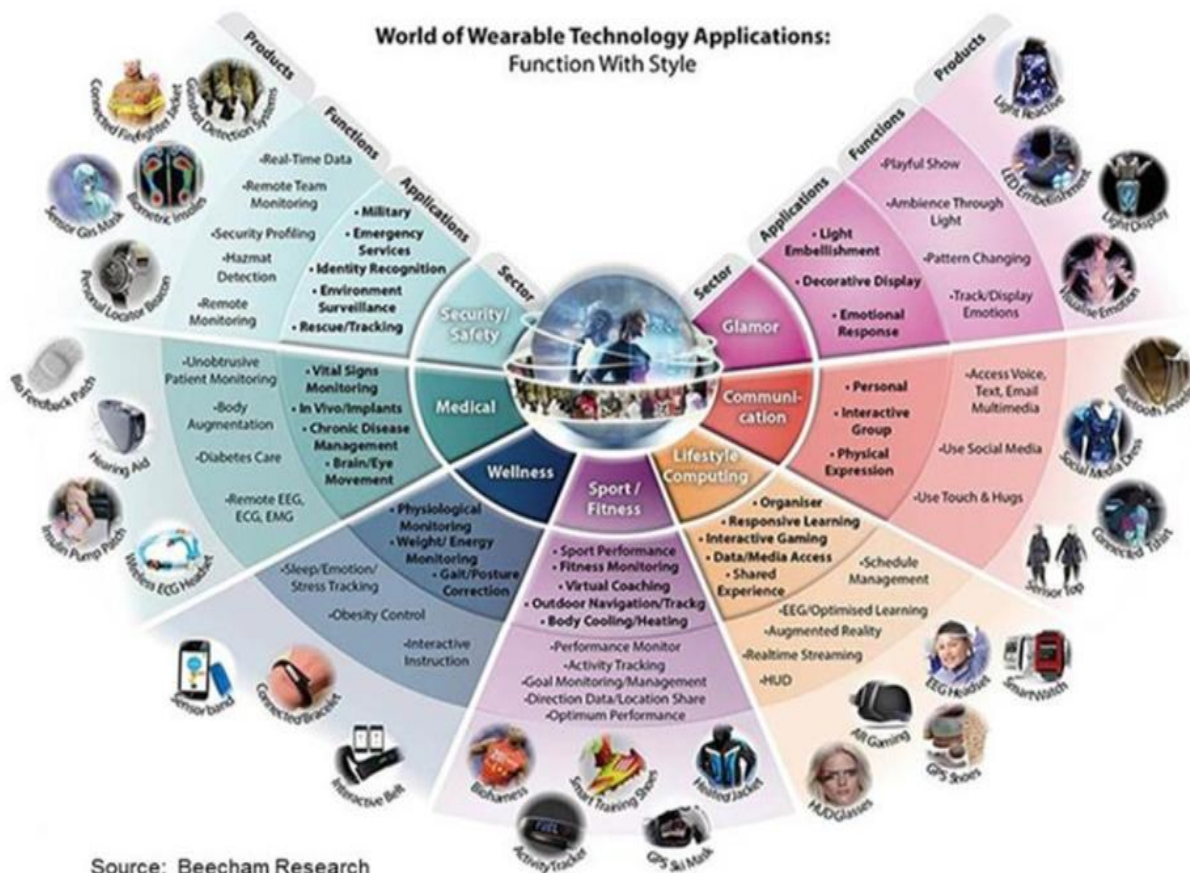 World of Wearable Technology Applications:
Function With Style
Products
Functions
Applications
Sector
Security/
Safety
• Military
• Emergency
Services
• Identity Recognition
• Environment
Surveillance
• Rescue/Tracking
•Real-Time Data
•Remote Team
Monitoring
•Security Profiling
•Hazmat
Detection
•Remote
Monitoring
Connected Firefighter Jacket
Gunshot Detection Systems
Sensor Gas Mask
Biometric Insoles
Personal Locator Beacon
Medical
• Vital Signs
Monitoring
• In Vivo/Implants
• Chronic Disease
Management
• Brain/Eye
Movement
•Unobtrusive
Patient Monitoring
•Body
Augmentation
•Diabetes Care
•Remote EEG,
ECG, EMG
Bio Feedback Patch
Hearing Aid
Insulin Pump Patch
Wireless ECG Headset
Wellness
• Physiological
Monitoring
• Weight/ Energy
Monitoring
• Gait/Posture
Correction
•Sleep/Emotion/
Stress Tracking
•Obesity Control
•Interactive
Instruction
Sensor band
Connected Bracelet
Interactive Belt
Sport /
Fitness
• Sport Performance
• Fitness Monitoring
• Virtual Coaching
• Outdoor Navigation/Trackg
• Body Cooling/Heating
•Performance Monitor
•Activity Tracking
•Goal Monitoring/Management
•Direction Data/Location Share
•Optimum Performance
Bioharness
Smart Training Shoes
Heated Jacket
Activity Tracker
GPS Ski Mask
Lifestyle
Computing
• Organiser
• Responsive Learning
• Interactive Gaming
• Data/Media Access
• Shared
Experience
•Schedule
Management
•EEG/Optimised Learning
•Augmented Reality
•Realtime Streaming
•HUD
EEG Headset
SmartWatch
AR Gaming
GPS Shoes
HUD Glasses
Communi-
cation
• Personal
• Interactive
Group
• Physical
Expression
•Access Voice,
Text, Email
Multimedia
•Use Social Media
•Use Touch & Hugs
Social Media Dress
Connected Tshirt
Sensor Top
Bluetooth
Glamor
• Light
Embellishment
• Decorative Display
• Emotional
Response
•Playful Show
•Ambience Through
Light
•Pattern Changing
•Track/Display
Emotions
Light Reactive
LED Embellishment
Light Display
Visualise Emotion
Sector
Applications
Functions
Products
Source: Beecham Research